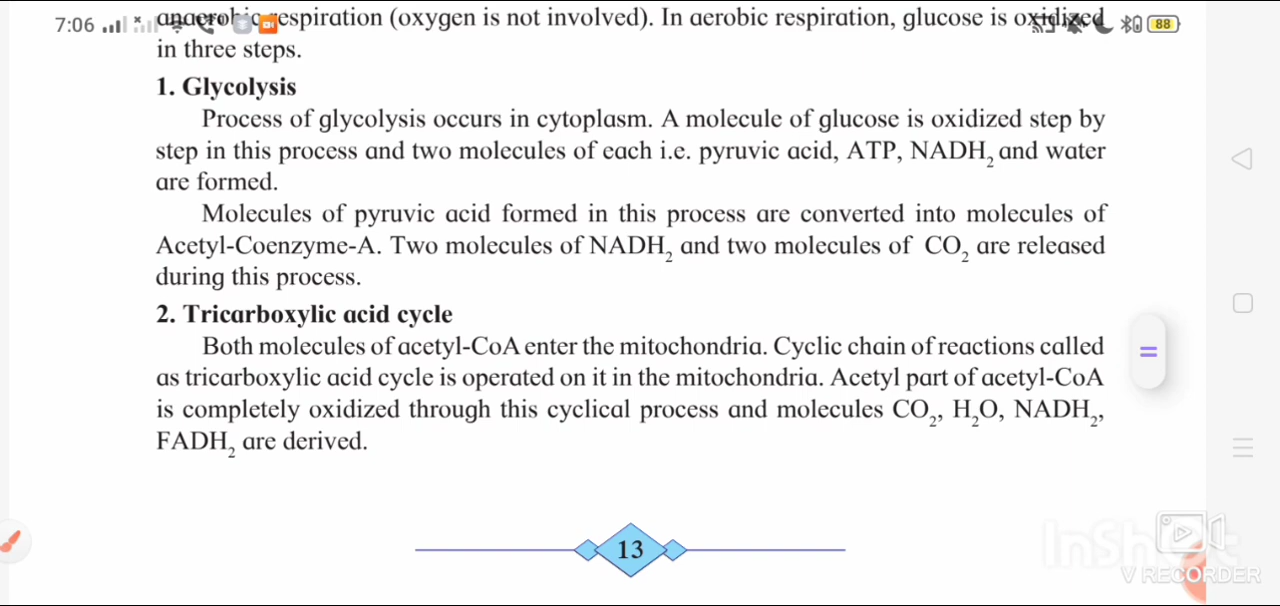 7:06
88
anaerobic respiration (oxygen is not involved). In aerobic respiration, glucose is oxidized
in three steps.
1. Glycolysis
Process of glycolysis occurs in cytoplasm. A molecule of glucose is oxidized step by
step in this process and two molecules of each i.e. pyruvic acid, ATP, NADH₂ and water
are formed.
Molecules of pyruvic acid formed in this process are converted into molecules of
Acetyl-Coenzyme-A. Two molecules of NADH₂ and two molecules of CO₂ are released
during this process.
2. Tricarboxylic acid cycle
Both molecules of acetyl-CoA enter the mitochondria. Cyclic chain of reactions called
as tricarboxylic acid cycle is operated on it in the mitochondria. Acetyl part of acetyl-CoA
is completely oxidized through this cyclical process and molecules CO₂, H₂O, NADH₂,
FADH₂ are derived.
13
InShot
V RECORDER